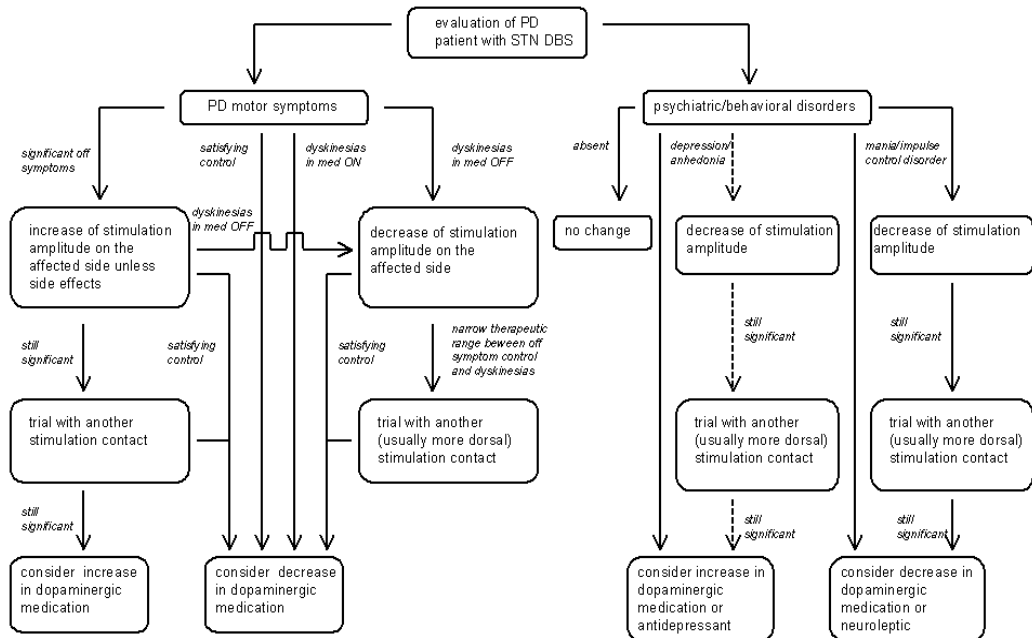 evaluation of PD
patient with STN DBS
PD motor symptoms
psychiatric/behavioral disorders
significant off
symptoms
satisfying
control
dyskinesias
in med ON
dyskinesias
in med OFF
absent
depression/
anhedonia
mania/impulse
control disorder
increase of stimulation
amplitude on the
affected side unless
side effects
dyskinesias
in med OFF
decrease of stimulation
amplitude on the
affected side
no change
decrease of stimulation
amplitude
decrease of stimulation
amplitude
still
significant
satisfying
control
satisfying
control
narrow therapeutic
range beween off
symptom control
and dyskinesias
still
significant
still
significant
trial with another
stimulation contact
trial with another
(usually more dorsal)
stimulation contact
trial with another
(usually more dorsal)
stimulation contact
trial with another
(usually more dorsal)
stimulation contact
still
significant
still
significant
still
significant
consider increase
in dopaminergic
medication
consider decrease
in dopaminergic
medication
consider increase in
dopaminergic
medication or
antidepressant
consider decrease in
dopaminergic
medication or
neuroleptic